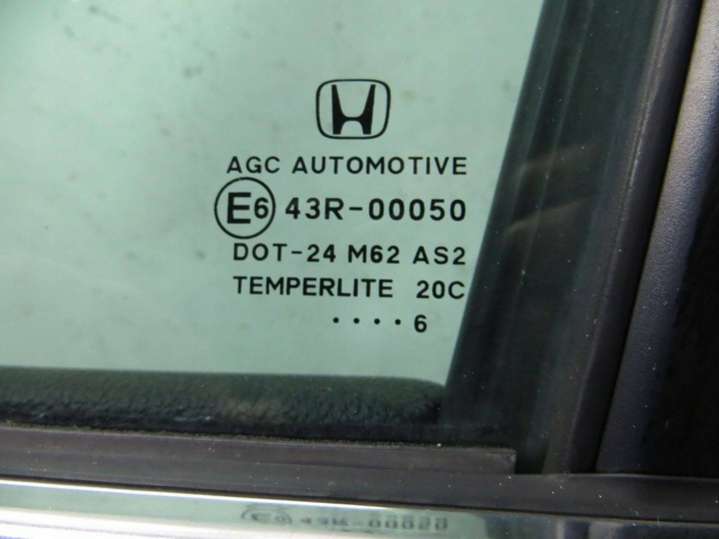 AGC AUTOMOTIVE
E6 43R-00050
DOT-24 M62 AS2
TEMPERLITE 20C
....6